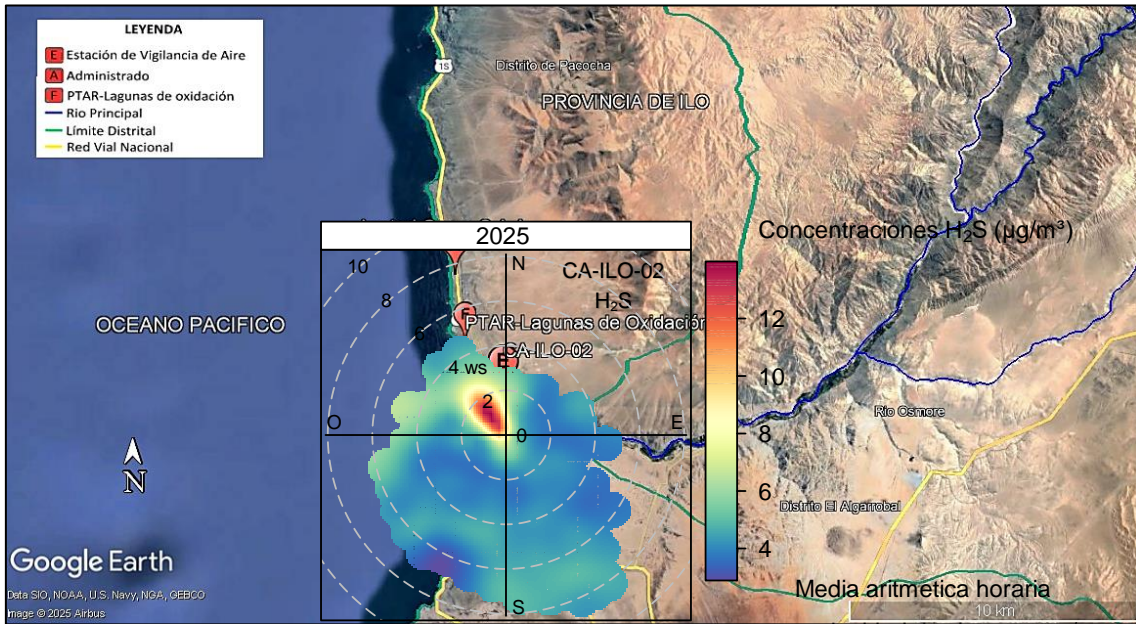 LEYENDA
E Estación de Vigilancia de Aire
A Administrado
F PTAR-Lagunas de oxidación
Rio Principal
Límite Distrital
Red Vial Nacional
1S
Distrito de Pacocha
PROVINCIA DE ILO
2025
Concentraciones H₂S (µg/m³)
10
N
CA-ILO-02
8
H₂S
F
PTAR-Lagunas de Oxidación
12
OCEANO PACIFICO
6
E
CA-ILO-02
4 ws
10
2
O
0
E
8
Rio Osmore
N
6
Distrito El Algarrobal
4
Google Earth
Data SIO, NOAA, U.S. Navy, NGA, GEBCO
Image © 2025 Airbus
S
Media aritmetica horaria
10 km